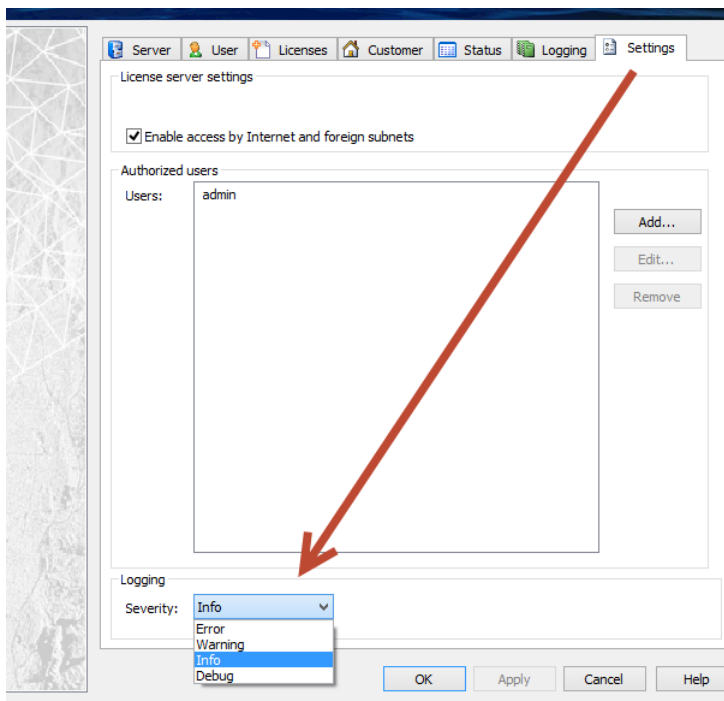 Server User Licenses Customer Status Logging Settings
License server settings
Enable access by Internet and foreign subnets
Authorized users
Users: admin
Add...
Edit...
Remove
Logging
Severity: Info
Error
Warning
Info
Debug
OK Apply Cancel Help